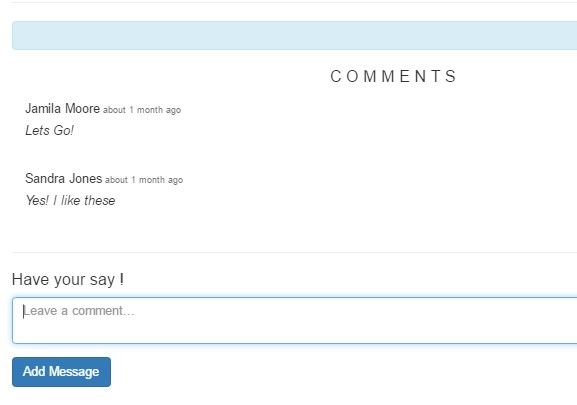 COMMENTS
Jamila Moore about 1 month ago
Lets Go!
Sandra Jones about 1 month ago
Yes! I like these
Have your say !
Leave a comment...
Add Message